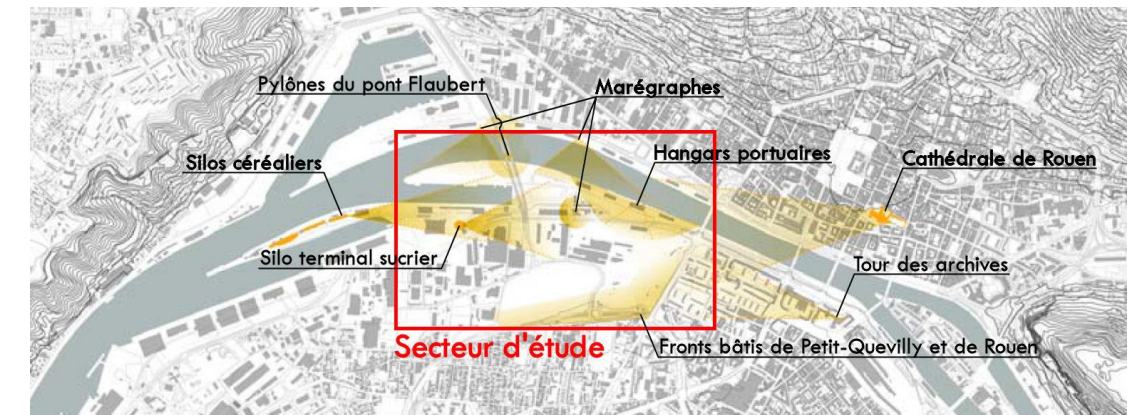 Pylônes du pont Flaubert
Marégraphes
Silos céréaliers
Hangars portuaires
Cathédrale de Rouen
Silo terminal sucrier
Tour des archives
Secteur d'étude
Fronts bâtis de Petit-Quevilly et de Rouen